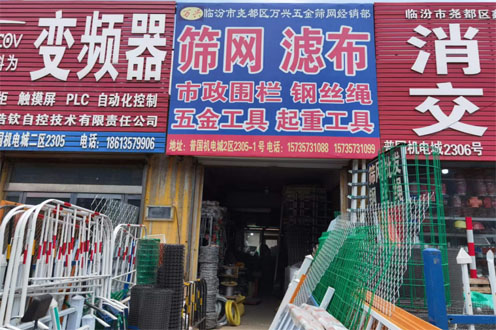 COV
为
变频器
柜 触摸屏 PLC 自动化控制
浩钦自控技术有限责任公司
普国机电城二区2305 电话: 18613579906
临汾市尧都区万兴五金筛网经销部
筛网 滤布
市政围栏 钢丝绳
五金工具 起重工具
地址: 普国机电城2区2305-1号 电话: 15735731088 15735731099
临汾市尧都
消
交
普国机电城2306号